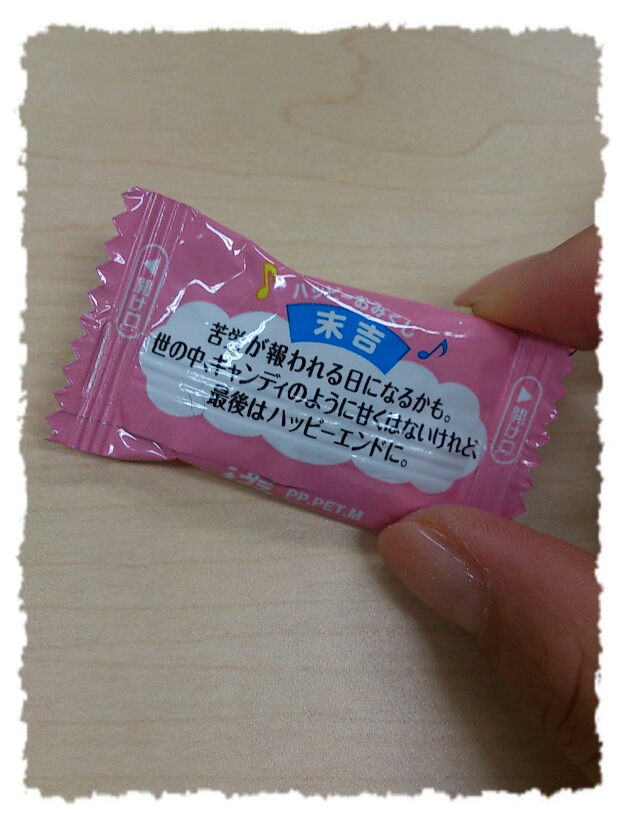 ハッピーおみくじ
末吉
苦労が報われる日になるかも。
世の中、キャンディのように甘くはないけれど、
最後はハッピーエンドに。
開け口
開け口
プラ PP,PET,M